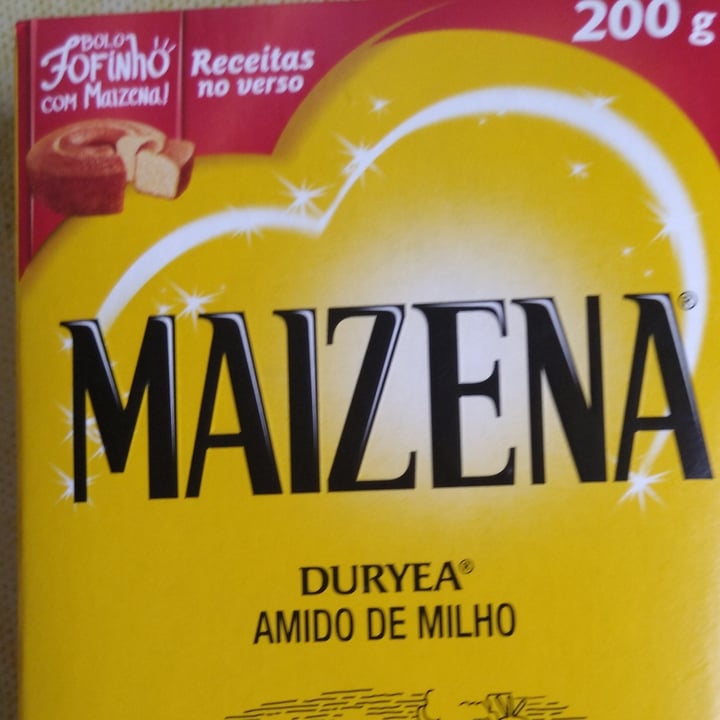 200 g
BOLO
FOFINHO
COM MAIZENA!
Receitas
no verso
MAIZENA®
DURYEA®
AMIDO DE MILHO